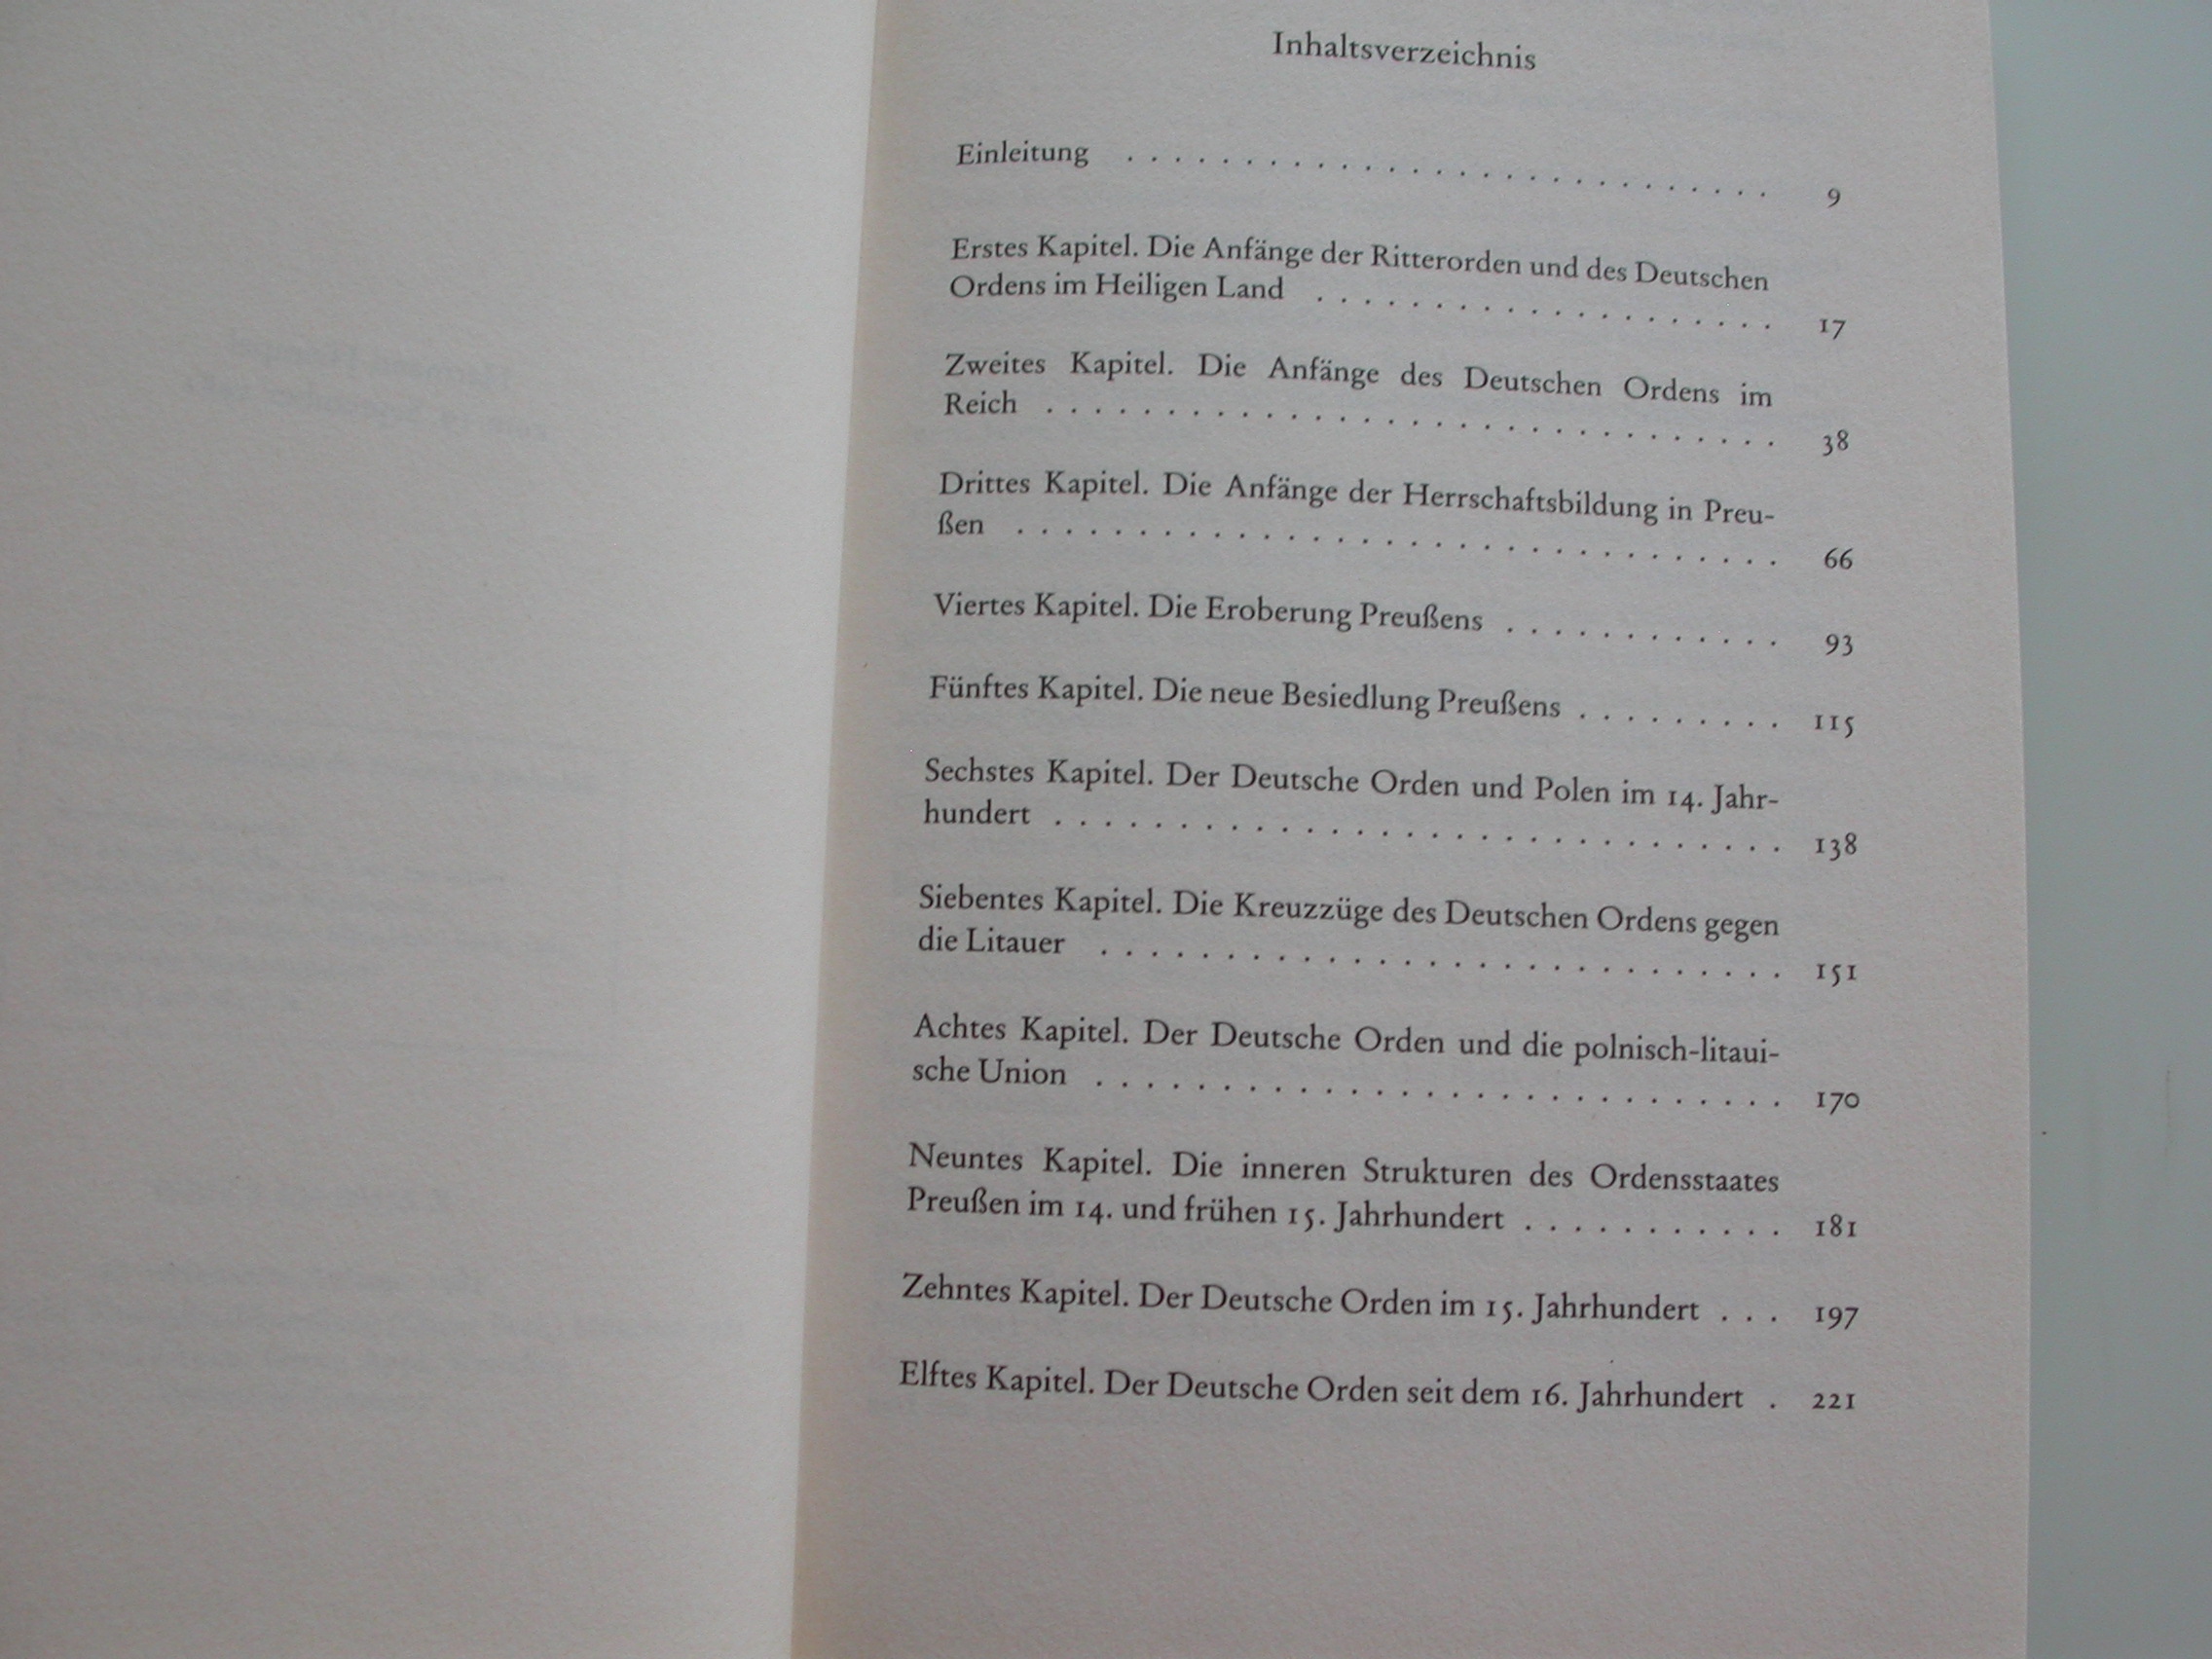 Inhaltsverzeichnis
Einleitung . . . . . . . . . . . . . . . . . . . . . . . . . . . 9
Erstes Kapitel. Die Anfänge der Ritterorden und des Deutschen
Ordens im Heiligen Land . . . . . . . . . . . . . . . . . . . . 17
Zweites Kapitel. Die Anfänge des Deutschen Ordens im
Reich . . . . . . . . . . . . . . . . . . . . . . . . . . . . . . 38
Drittes Kapitel. Die Anfänge der Herrschaftsbildung in Preu-
ßen . . . . . . . . . . . . . . . . . . . . . . . . . . . . . . . 66
Viertes Kapitel. Die Eroberung Preußens . . . . . . . . . . . . 93
Fünftes Kapitel. Die neue Besiedlung Preußens . . . . . . . . . 115
Sechstes Kapitel. Der Deutsche Orden und Polen im 14. Jahr-
hundert . . . . . . . . . . . . . . . . . . . . . . . . . . . . . 138
Siebentes Kapitel. Die Kreuzzüge des Deutschen Ordens gegen
die Litauer . . . . . . . . . . . . . . . . . . . . . . . . . . . 151
Achtes Kapitel. Der Deutsche Orden und die polnisch-litaui-
sche Union . . . . . . . . . . . . . . . . . . . . . . . . . . . 170
Neuntes Kapitel. Die inneren Strukturen des Ordensstaates
Preußen im 14. und frühen 15. Jahrhundert . . . . . . . . . . . 181
Zehntes Kapitel. Der Deutsche Orden im 15. Jahrhundert . . . 197
Elftes Kapitel. Der Deutsche Orden seit dem 16. Jahrhundert . 221